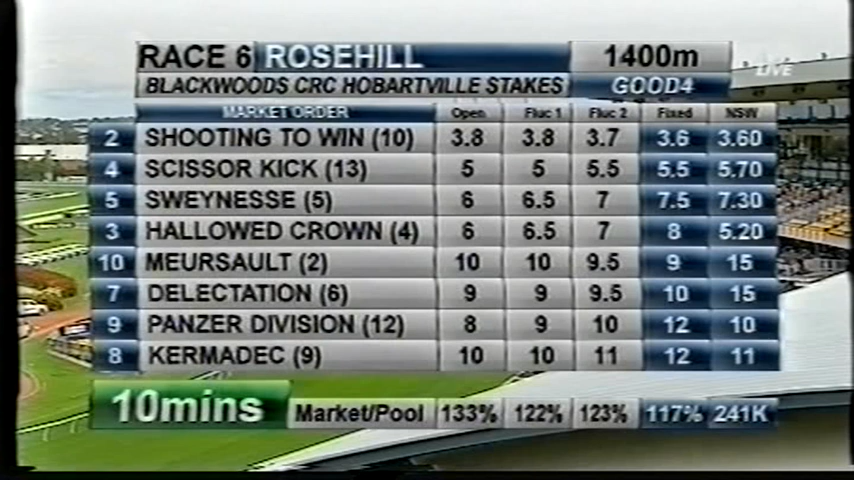 LIVE
RACE 6 ROSEHILL 1400m
BLACKWOODS CRC HOBARTVILLE STAKES GOOD4
MARKET ORDER Open Fluc 1 Fluc 2 Fixed NSW
2 SHOOTING TO WIN (10) 3.8 3.8 3.7 3.6 3.60
4 SCISSOR KICK (13) 5 5 5.5 5.5 5.70
5 SWEYNESSE (5) 6 6.5 7 7.5 7.30
3 HALLOWED CROWN (4) 6 6.5 7 8 5.20
10 MEURSAULT (2) 10 10 9.5 9 15
7 DELECTATION (6) 9 9 9.5 10 15
9 PANZER DIVISION (12) 8 9 10 12 10
8 KERMADEC (9) 10 10 11 12 11
10mins Market/Pool 133% 122% 123% 117% 241K